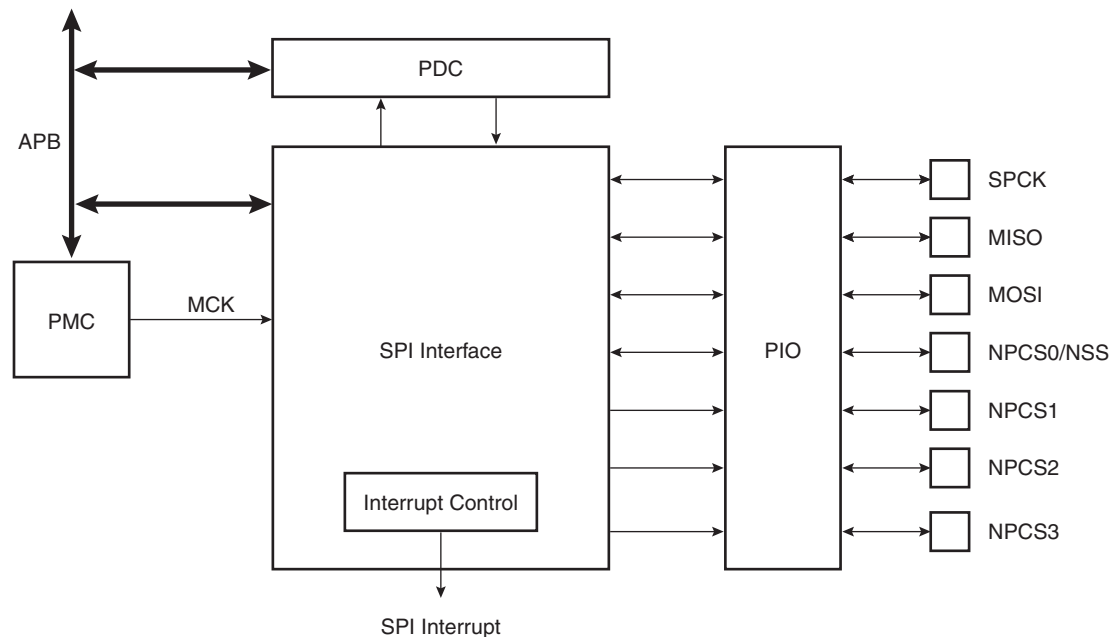 PDC
APB
SPCK
MISO
MCK
MOSI
PMC
SPI Interface
PIO
NPCS0/NSS
NPCS1
NPCS2
Interrupt Control
NPCS3
SPI Interrupt